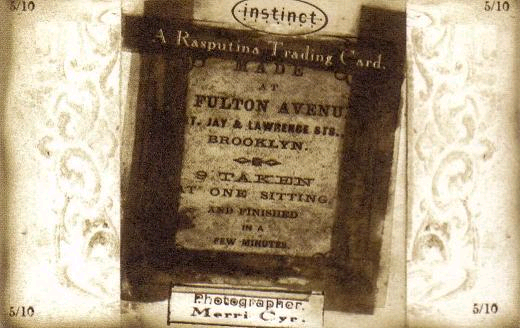 5/10
instinct
5/10
A Rasputina Trading Card.
MADE
AT
FULTON AVENU
T. JAY & LAWRENCE STS.,
BROOKLYN.
9 TAKEN
AT ONE SITTING
AND FINISHED
IN A
FEW MINUTES.
Photographer.
Merri Cyr.
5/10
5/10